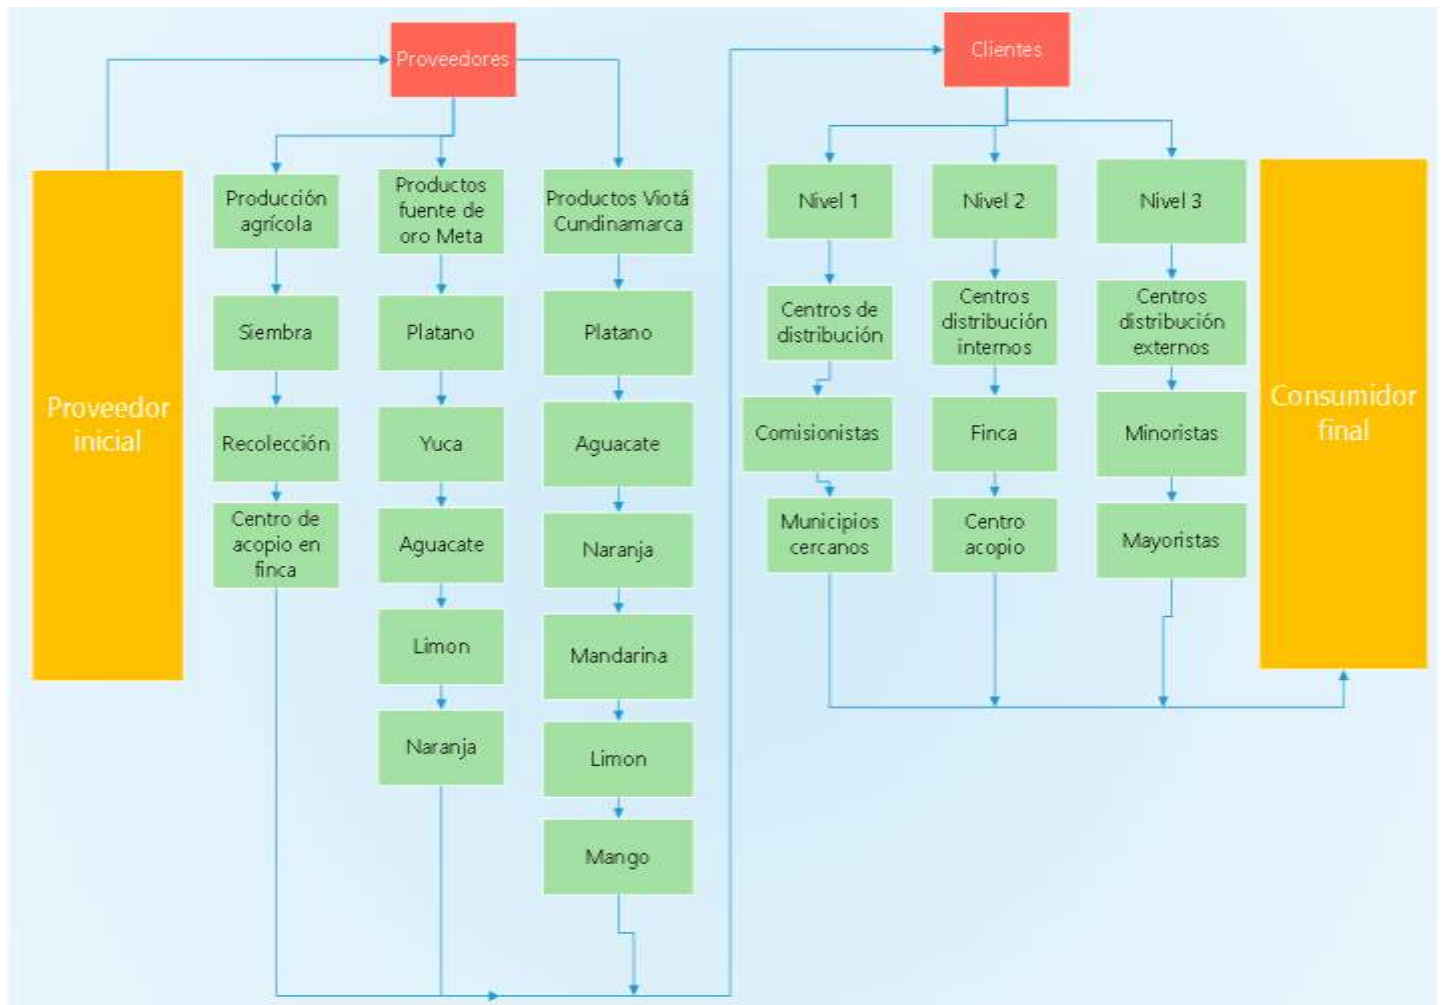 Proveedores
Clientes
Proveedor
inicial
Producción
agrícola
Siembra
Recolección
Centro de
acopio en
finca
Productos
fuente de
oro Meta
Platano
Yuca
Aguacate
Limon
Naranja
Productos Viotá
Cundinamarca
Platano
Aguacate
Naranja
Mandarina
Limon
Mango
Nivel 1
Centros de
distribución
Comisionistas
Municipios
cercanos
Nivel 2
Centros
distribución
internos
Finca
Centro
acopio
Nivel 3
Centros
distribución
externos
Minoristas
Mayoristas
Consumidor
final